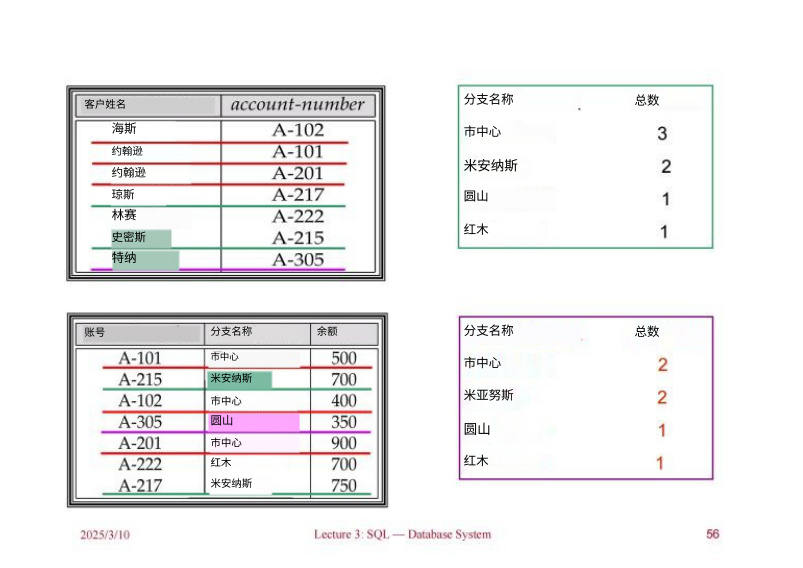 客户姓名 account-number
海斯 A-102
约翰逊 A-101
约翰逊 A-201
琼斯 A-217
林赛 A-222
史密斯 A-215
特纳 A-305
分支名称 总数
市中心 3
米安纳斯 2
圆山 1
红木 1
账号 分支名称 余额
A-101 市中心 500
A-215 米安纳斯 700
A-102 市中心 400
A-305 圆山 350
A-201 市中心 900
A-222 红木 700
A-217 米安纳斯 750
分支名称 总数
市中心 2
米亚努斯 2
圆山 1
红木 1
2025/3/10 Lecture 3: SQL — Database System 56